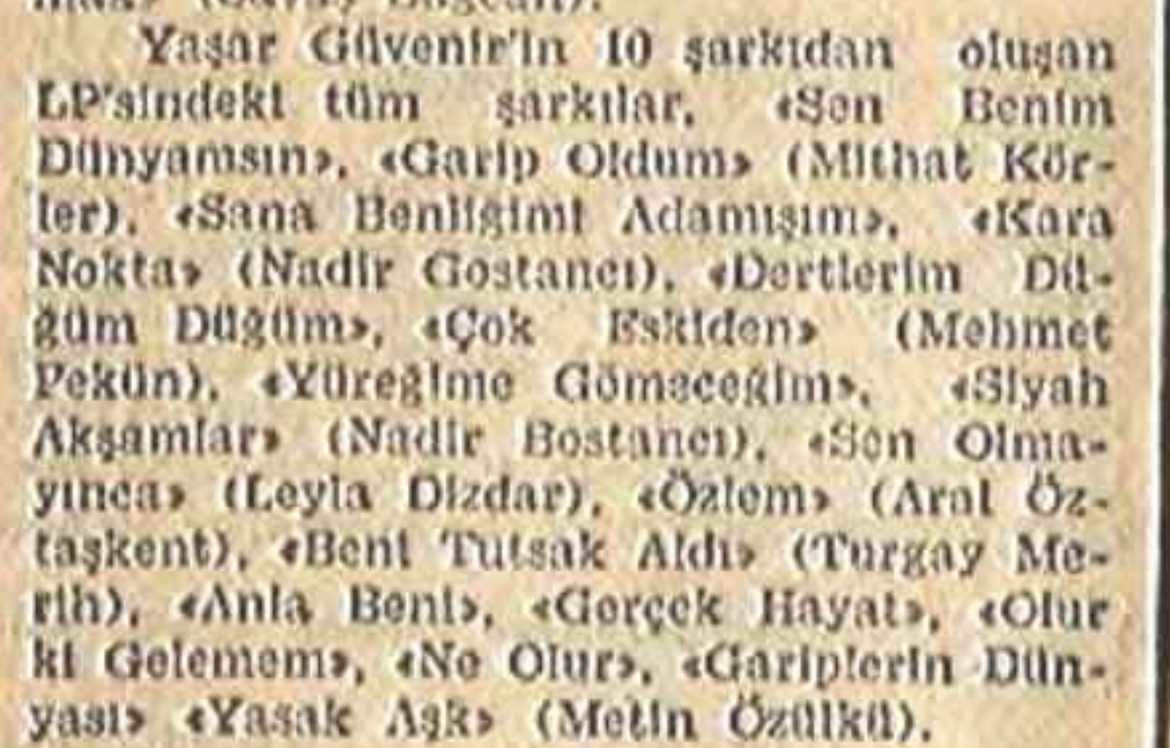 Yaşar Güvenir'in 10 şarkıdan oluşan
LP'sindeki tüm şarkılar, «Sen Benim
Dünyamsın», «Garip Oldum» (Mithat Kör-
ler), «Sana Benliğimi Adamışım», «Kara
Nokta» (Nadir Gostancı), «Dertlerim Dü-
ğüm Düğüm», «Çok Eskiden» (Mehmet
Pekün), «Yüreğime Gömeceğim», «Siyah
Akşamlar» (Nadir Bostancı), «Sen Olma-
yınca» (Leyla Dizdar), «Özlem» (Aral Öz-
taşkent), «Beni Tutsak Aldı» (Turgay Me-
rih), «Anla Beni», «Gerçek Hayat», «Olur
ki Gelemem», «Ne Olur», «Gariplerin Dün-
yası» «Yasak Aşk» (Metin Özülkü).